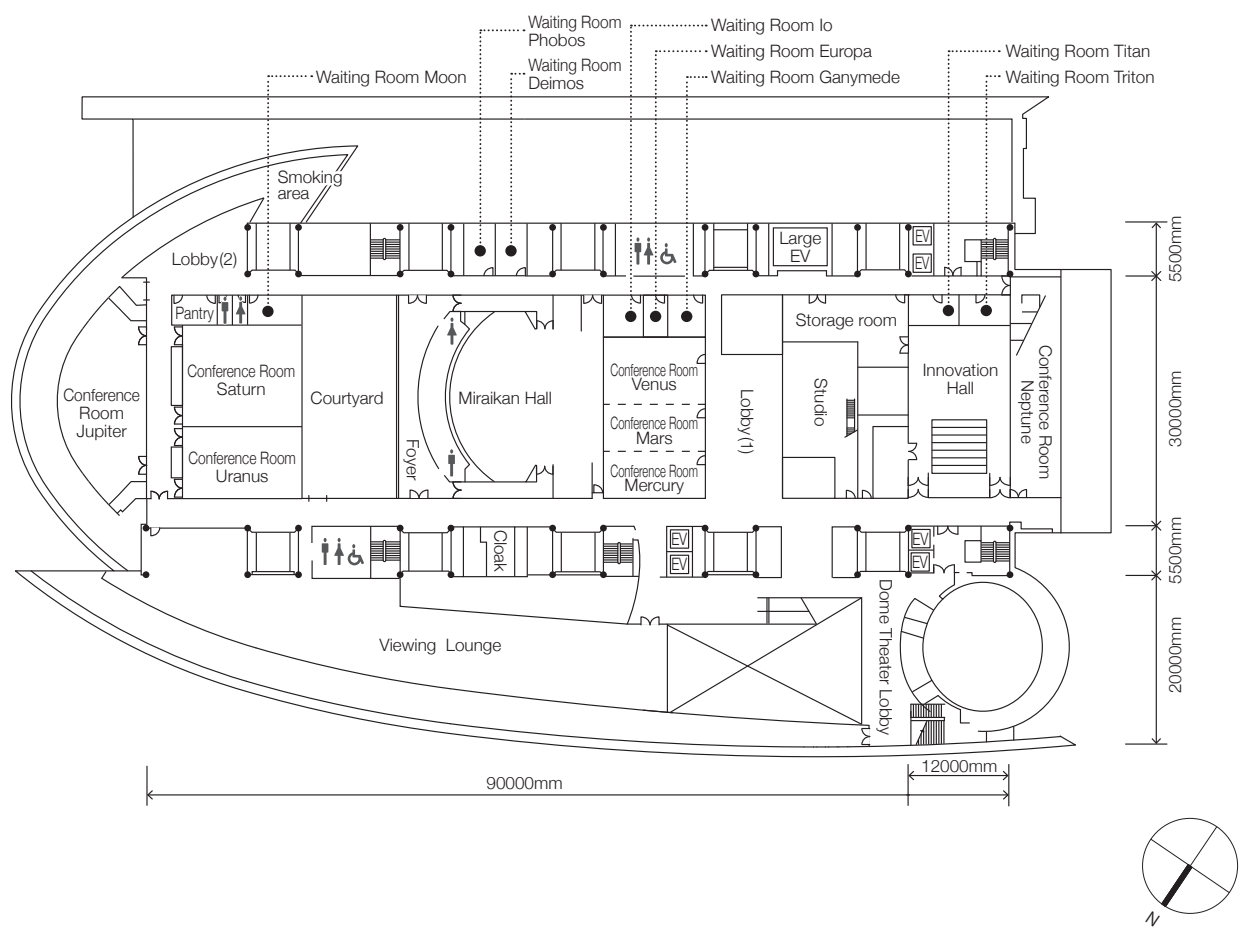 Waiting Room
Phobos
Waiting Room Io
Waiting Room Europa
Waiting Room Titan
Waiting Room Moon
Waiting Room
Deimos
Waiting Room Ganymede
Waiting Room Triton
Smoking
area
Lobby(2)
Large
EV
EV
EV
5500mm
Pantry
Storage room
Conference Room
Saturn
Conference Room
Venus
Innovation
Hall
Conference
Room
Jupiter
Courtyard
Miraikan Hall
Studio
Conference Room
Neptune
30000mm
Conference Room
Mars
Lobby(1)
Foyer
Conference Room
Uranus
Conference Room
Mercury
Cloak
EV
EV
EV
EV
5500mm
Viewing Lounge
Dome Theater Lobby
20000mm
12000mm
90000mm
N